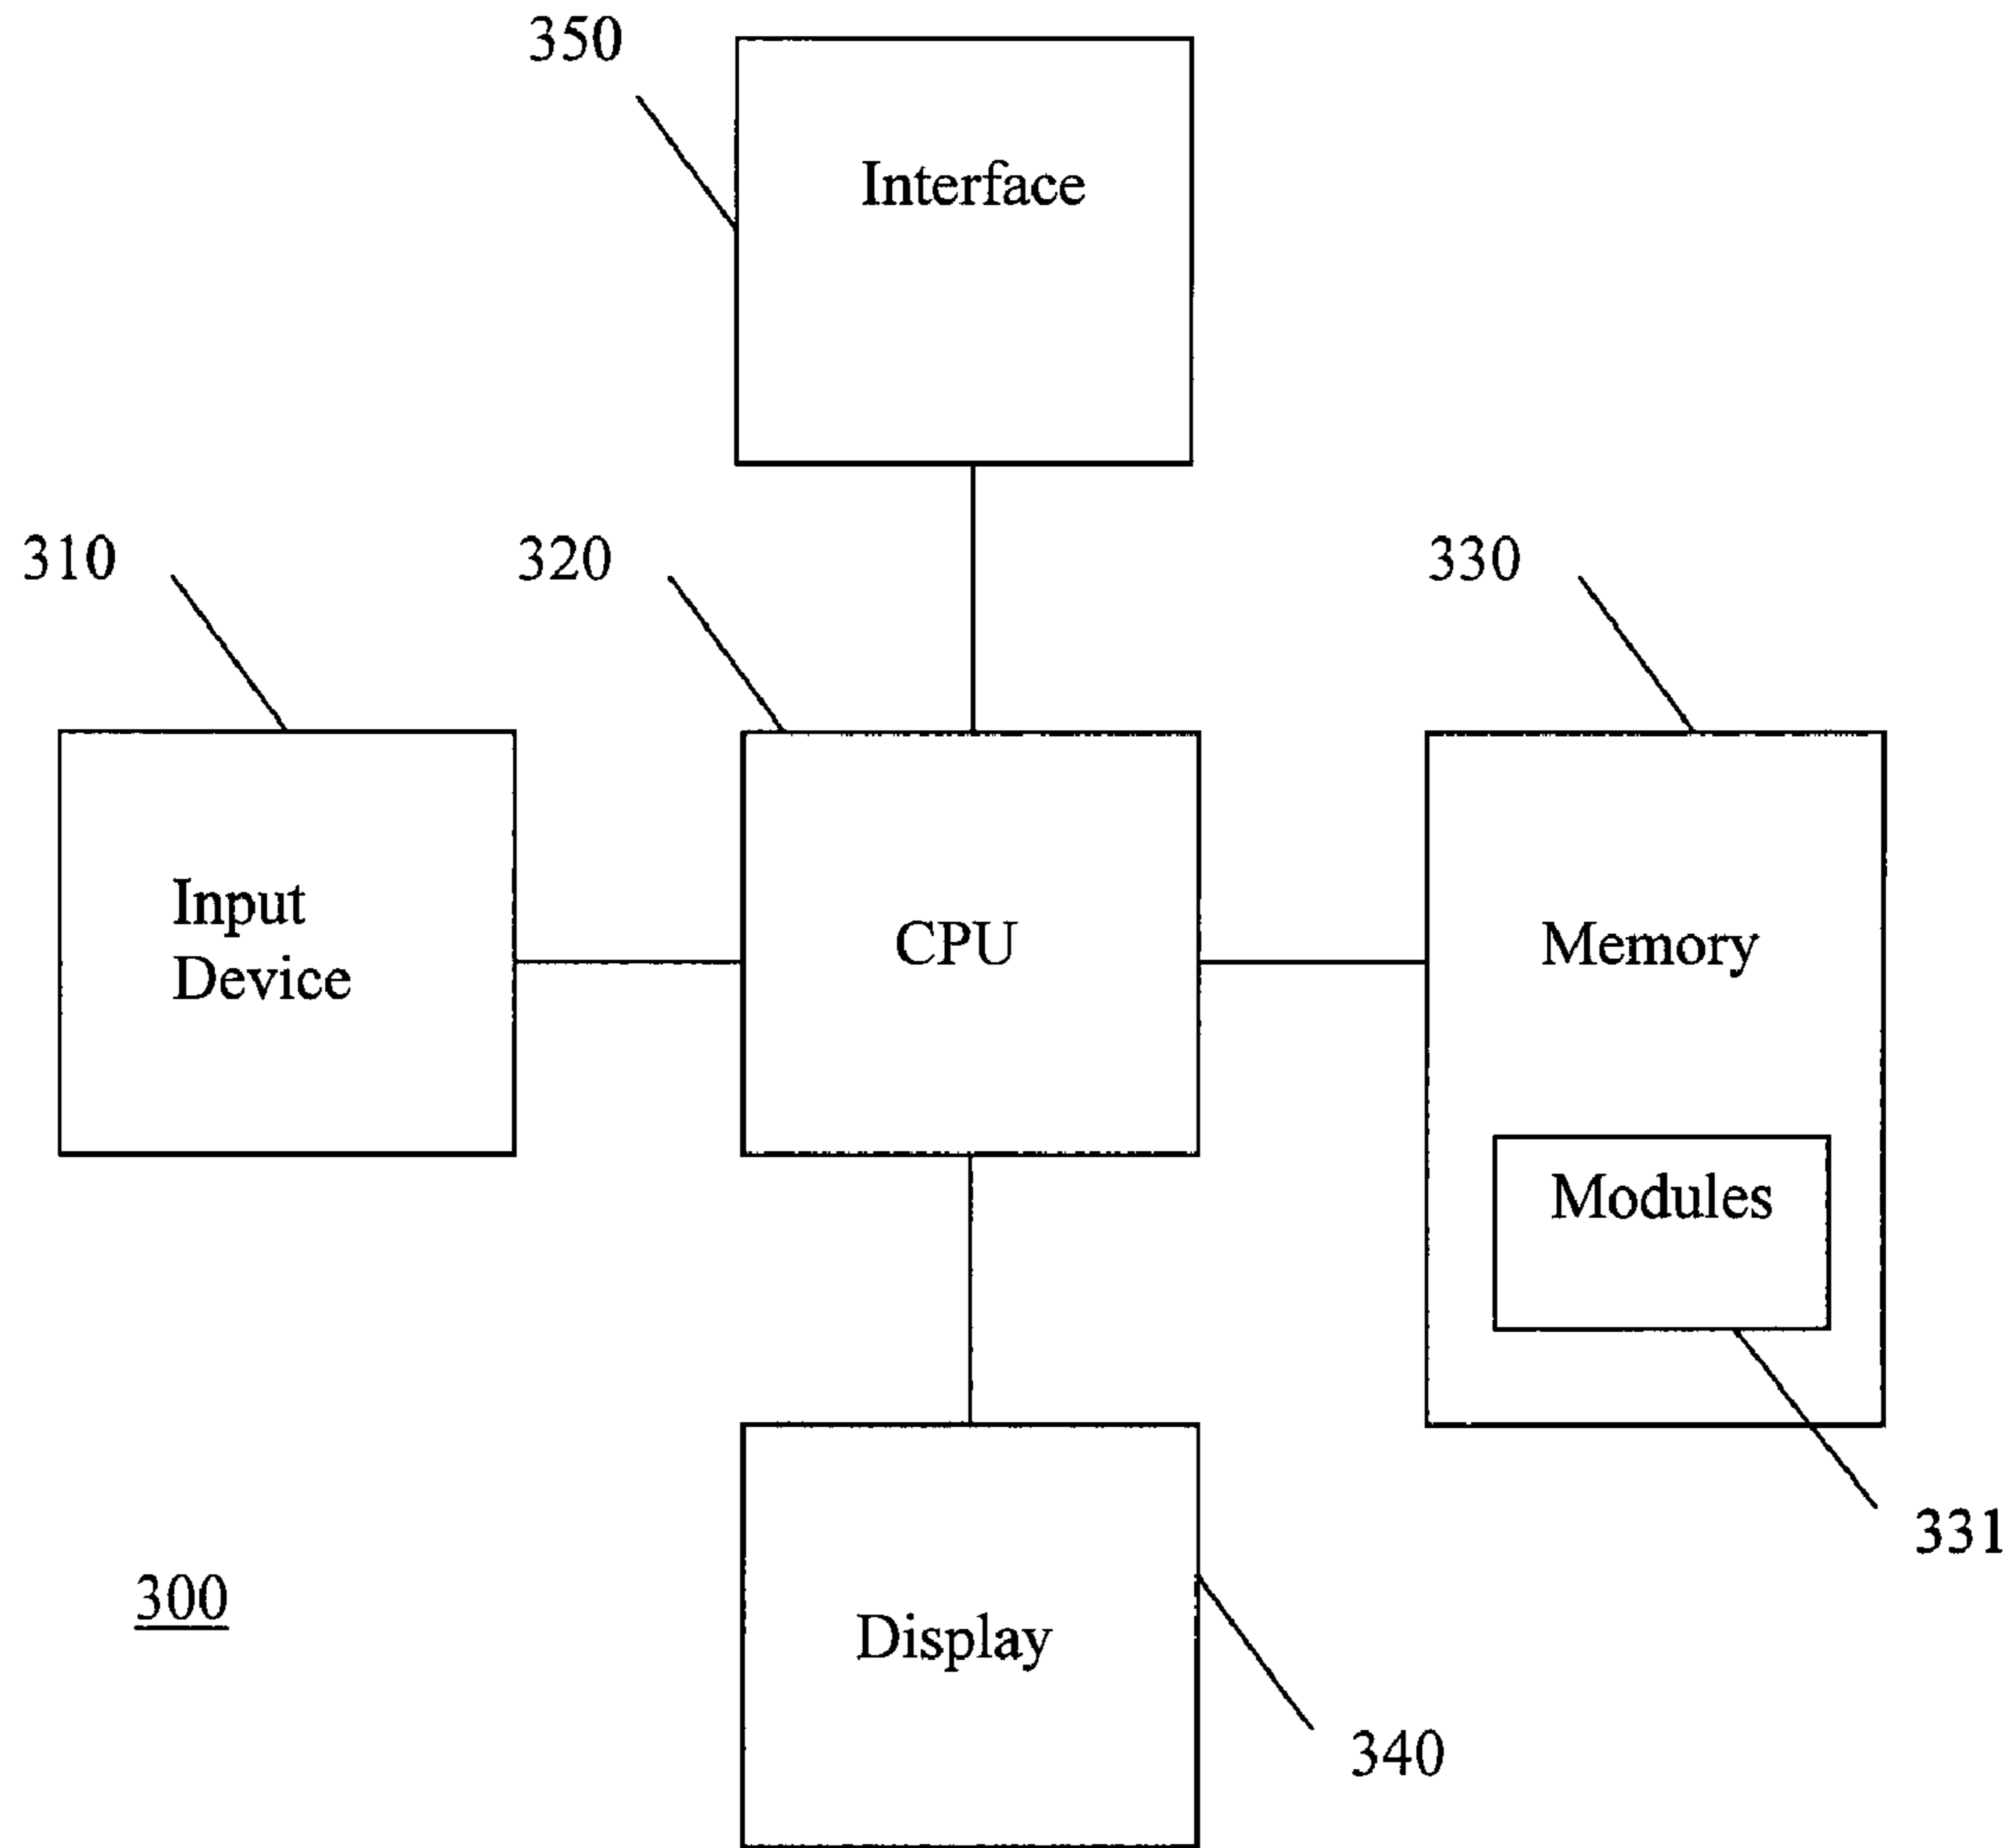 350
Interface
310
320
330
Input
Device
CPU
Memory
Modules
331
300
Display
340